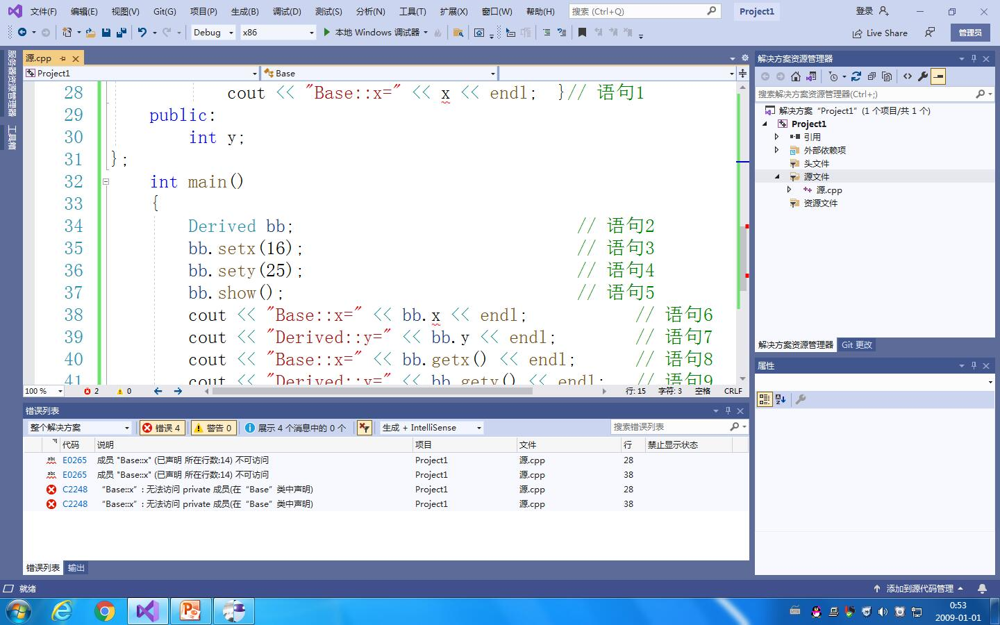 文件(F) 编辑(E) 视图(V) Git(G) 项目(P) 生成(B) 调试(D) 测试(S) 分析(N) 工具(T) 扩展(X) 窗口(W) 帮助(H) 搜索 (Ctrl+Q) Project1 登录
Debug x86 本地 Windows 调试器 Live Share 管理员
服务器资源管理器
工具箱
源.cpp
Project1 Base
28 cout << "Base::x=" << x << endl; }// 语句1
29 public:
30 int y;
31 };
32 int main()
33 {
34 Derived bb; // 语句2
35 bb.setx(16); // 语句3
36 bb.sety(25); // 语句4
37 bb.show(); // 语句5
38 cout << "Base::x=" << bb.x << endl; // 语句6
39 cout << "Derived::y=" << bb.y << endl; // 语句7
40 cout << "Base::x=" << bb.getx() << endl; // 语句8
41 cout << "Derived::y=" << bb.gety() << endl; // 语句9
100 % 2 0 行: 15 字符: 3 空格 CRLF
错误列表
整个解决方案 错误 4 警告 0 展示 4 个消息中的 0 个 生成 + IntelliSense 搜索错误列表
代码 说明 项目 文件 行 禁止显示状态
abc E0265 成员 "Base::x" (已声明 所在行数:14) 不可访问 Project1 源.cpp 28
abc E0265 成员 "Base::x" (已声明 所在行数:14) 不可访问 Project1 源.cpp 38
C2248 “Base::x”: 无法访问 private 成员(在“Base”类中声明) Project1 源.cpp 28
C2248 “Base::x”: 无法访问 private 成员(在“Base”类中声明) Project1 源.cpp 38
错误列表 输出
解决方案资源管理器
搜索解决方案资源管理器(Ctrl+;)
解决方案“Project1”(1 个项目/共 1 个)
Project1
引用
外部依赖项
头文件
源文件
源.cpp
资源文件
解决方案资源管理器 Git 更改
属性
就绪 添加到源代码管理
0:53
2009-01-01